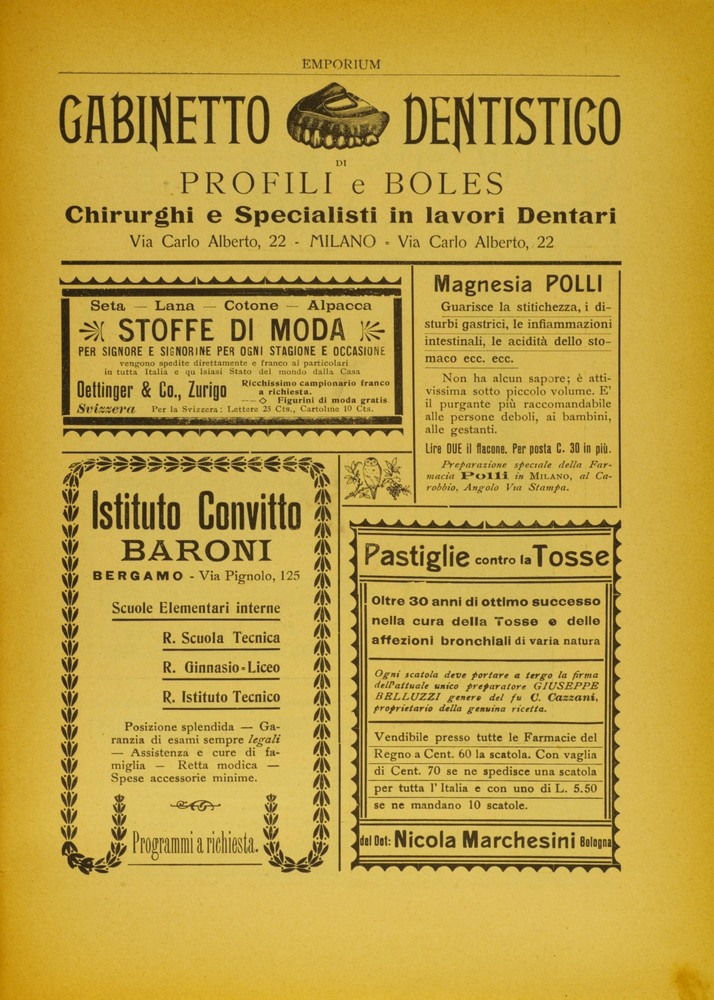 EMPORIUM
GABINETTO DENTISTICO
DI
PROFILI e BOLES
Chirurghi e Specialisti in lavori Dentari
Via Carlo Alberto, 22 - MILANO - Via Carlo Alberto, 22
Seta — Lana — Cotone — Alpacca
STOFFE DI MODA
PER SIGNORE E SIGNORINE PER OGNI STAGIONE E OCCASIONE
vengono spedite direttamente e franco ai particolari
in tutta Italia e qu lsiasi Stato del mondo dalla Casa
Oettinger & Co., Zurigo
Svizzera
Ricchissimo campionario franco
a richiesta.
Figurini di moda gratis
Per la Svizzera: Lettere 25 Cts., Cartoline 10 Cts.
Magnesia POLLI
Guarisce la stitichezza, i di-
sturbi gastrici, le infiammazioni
intestinali, le acidità dello sto-
maco ecc. ecc.
Non ha alcun sapore; è atti-
vissima sotto piccolo volume. E'
il purgante più raccomandabile
alle persone deboli, ai bambini,
alle gestanti.
Lire DUE il flacone. Per posta C. 30 in più.
Preparazione speciale della Far-
macia Polli in MILANO, al Ca-
robbio, Angolo Via Stampa.
Istituto Convitto
BARONI
BERGAMO - Via Pignolo, 125
Scuole Elementari interne
R. Scuola Tecnica
R. Ginnasio-Liceo
R. Istituto Tecnico
Posizione splendida — Ga-
ranzia di esami sempre legali
— Assistenza e cure di fa-
miglia — Retta modica —
Spese accessorie minime.
Programmi a richiesta.
Pastiglie contro la Tosse
Oltre 30 anni di ottimo successo
nella cura della Tosse e delle
affezioni bronchiali di varia natura
Ogni scatola deve portare a tergo la firma
dell'attuale unico preparatore GIUSEPPE
BELLUZZI genero del fu C. Cazzani,
proprietario della genuina ricetta.
Vendibile presso tutte le Farmacie del
Regno a Cent. 60 la scatola. Con vaglia
di Cent. 70 se ne spedisce una scatola
per tutta l'Italia e con uno di L. 5.50
se ne mandano 10 scatole.
del Dot: Nicola Marchesini Bologna